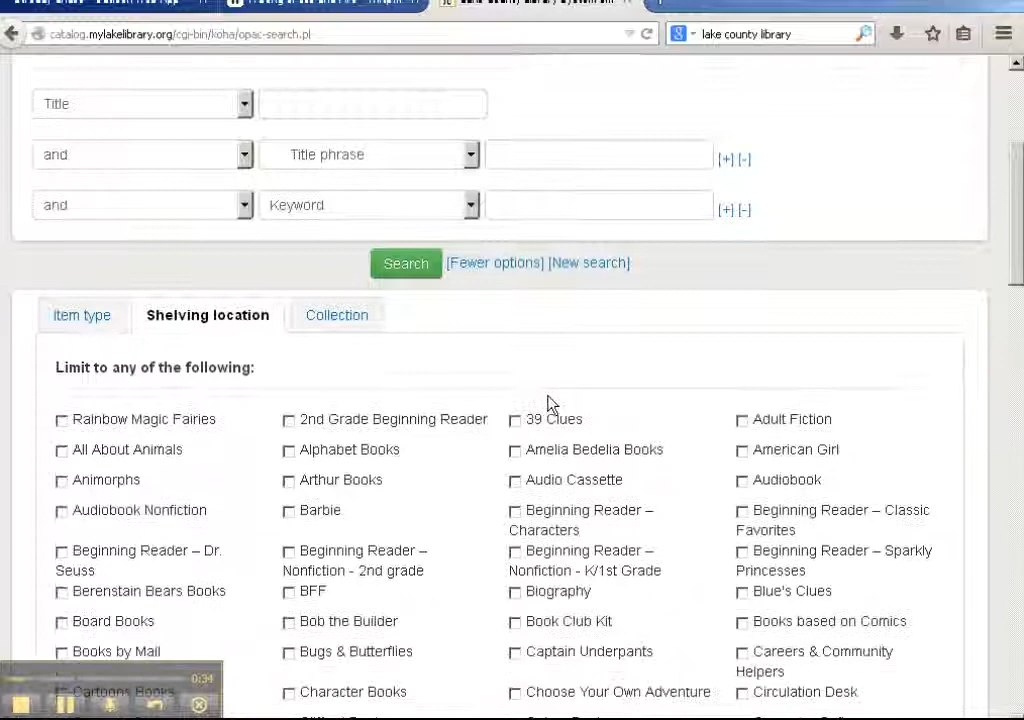 catalog.mylakelibrary.org/cgi-bin/koha/opac-search.pl
lake county library
Title
and Title phrase [+] [-]
and Keyword [+] [-]
Search [Fewer options] [New search]
Item type Shelving location Collection
Limit to any of the following:
Rainbow Magic Fairies 2nd Grade Beginning Reader 39 Clues Adult Fiction
All About Animals Alphabet Books Amelia Bedelia Books American Girl
Animorphs Arthur Books Audio Cassette Audiobook
Audiobook Nonfiction Barbie Beginning Reader – Beginning Reader – Classic
Characters Favorites
Beginning Reader – Dr. Beginning Reader – Beginning Reader – Beginning Reader – Sparkly
Seuss Nonfiction - 2nd grade Nonfiction - K/1st Grade Princesses
Berenstain Bears Books BFF Biography Blue's Clues
Board Books Bob the Builder Book Club Kit Books based on Comics
Books by Mail Bugs & Butterflies Captain Underpants Careers & Community
Helpers
Cartoons Books Character Books Choose Your Own Adventure Circulation Desk
0:34